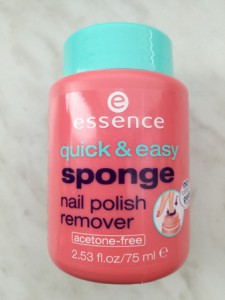 e
essence
quick & easy
sponge
nail polish
remover
acetone-free
2.53 fl.oz/75 ml e